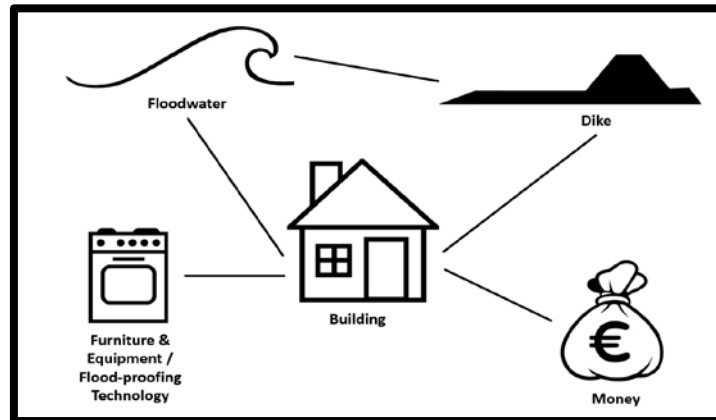 Floodwater
Dike
Building
Furniture &
Equipment /
Flood-proofing
Technology
€
Money